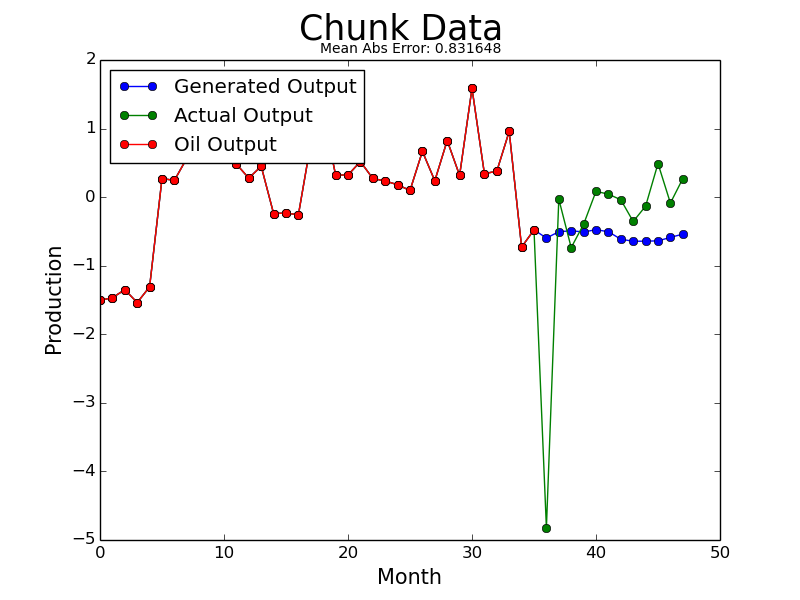 Chunk Data
Mean Abs Error: 0.831648
Generated Output
Actual Output
Oil Output
2
1
0
−1
−2
−3
−4
−5
Production
0 10 20 30 40 50
Month